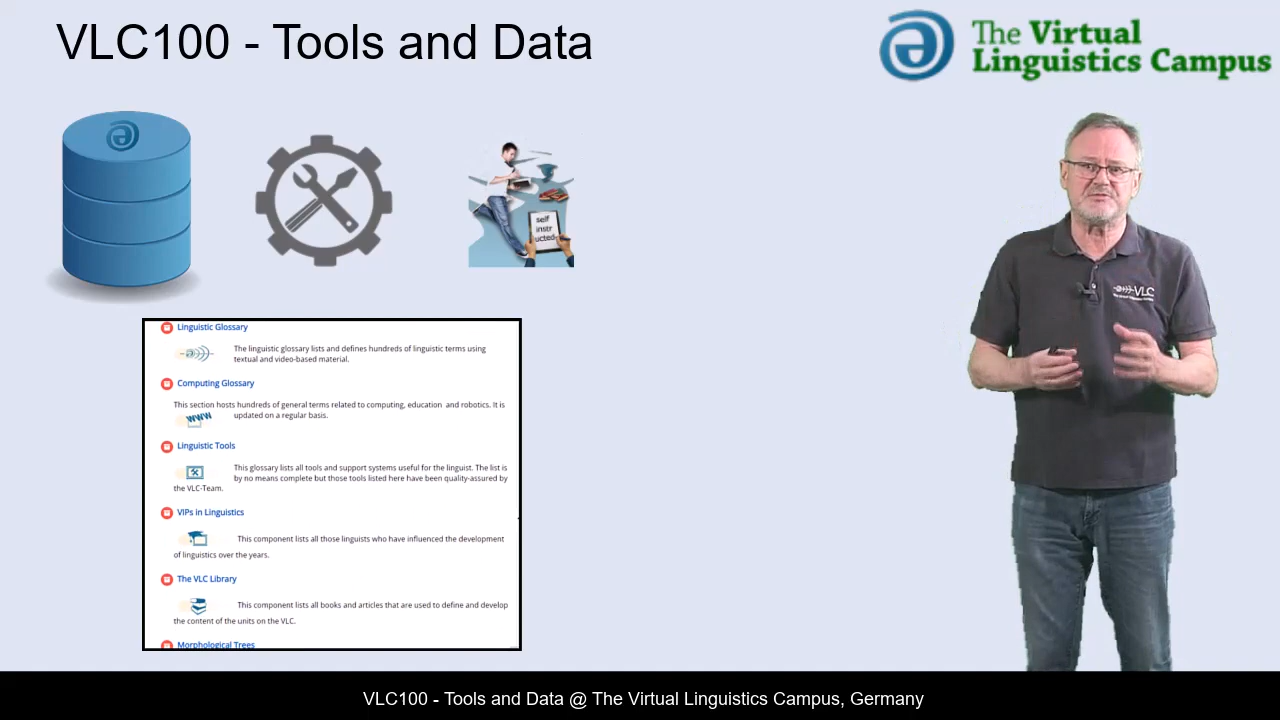 VLC100 - Tools and Data
The Virtual
Linguistics Campus
self
instr
ucted
VLC
Linguistic Glossary
The linguistic glossary lists and defines hundreds of linguistic terms using
textual and video-based material.
Computing Glossary
This section hosts hundreds of general terms related to computing, education and robotics. It is
www
updated on a regular basis.
Linguistic Tools
This glossary lists all tools and support systems useful for the linguist. The list is
by no means complete but those tools listed here have been quality-assured by
the VLC-Team.
VIPs in Linguistics
This component lists all those linguists who have influenced the development
of linguistics over the years.
The VLC Library
This component lists all books and articles that are used to define and develop
the content of the units on the VLC.
Morphological Trees
VLC100 - Tools and Data @ The Virtual Linguistics Campus, Germany